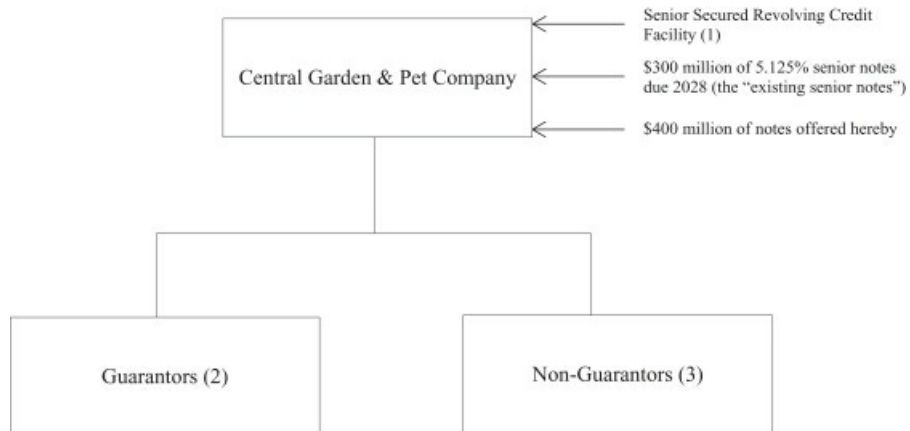 Senior Secured Revolving Credit
Facility (1)
Central Garden & Pet Company
$300 million of 5.125% senior notes
due 2028 (the “existing senior notes”)
$400 million of notes offered hereby
Guarantors (2)
Non-Guarantors (3)